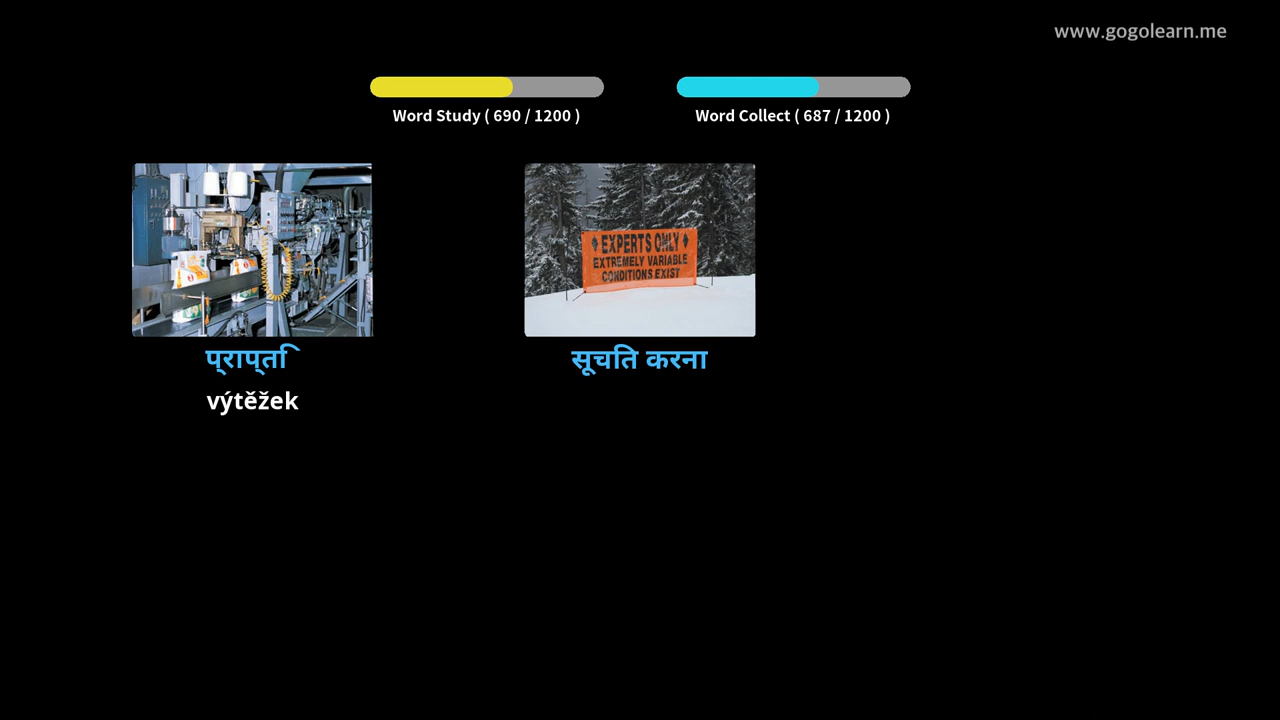 www.gogolearn.me
Word Study ( 690 / 1200 )
Word Collect ( 687 / 1200 )
EXPERTS ONLY
EXTREMELY VARIABLE
CONDITIONS EXIST
प्राप्ति
सूचति करना
výtěžek